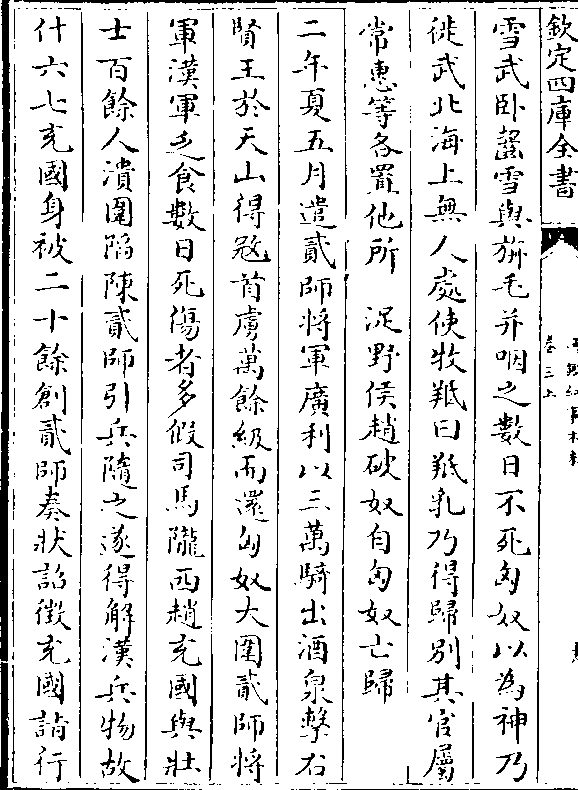 欽定四庫全書
卷三上
雪武卧齧雪與旃毛并咽之數日不死匈奴以為神乃
徙武北海上無人處使牧羝曰羝乳乃得歸别其官屬
常惠等各置他所　浞野侯趙破奴自匈奴亡歸
二年夏五月遣貳師將軍廣利以三萬騎出酒泉擊右
賢王於天山得冦首虜萬餘級而還匈奴大圍貳師將
軍漢軍乏食數日死傷者多假司馬隴西趙充國與壯
士百餘人潰圍陷陳貳師引兵隨之遂得解漢兵物故
什六七充國身被二十餘創貳師奏狀詔徵充國詣行